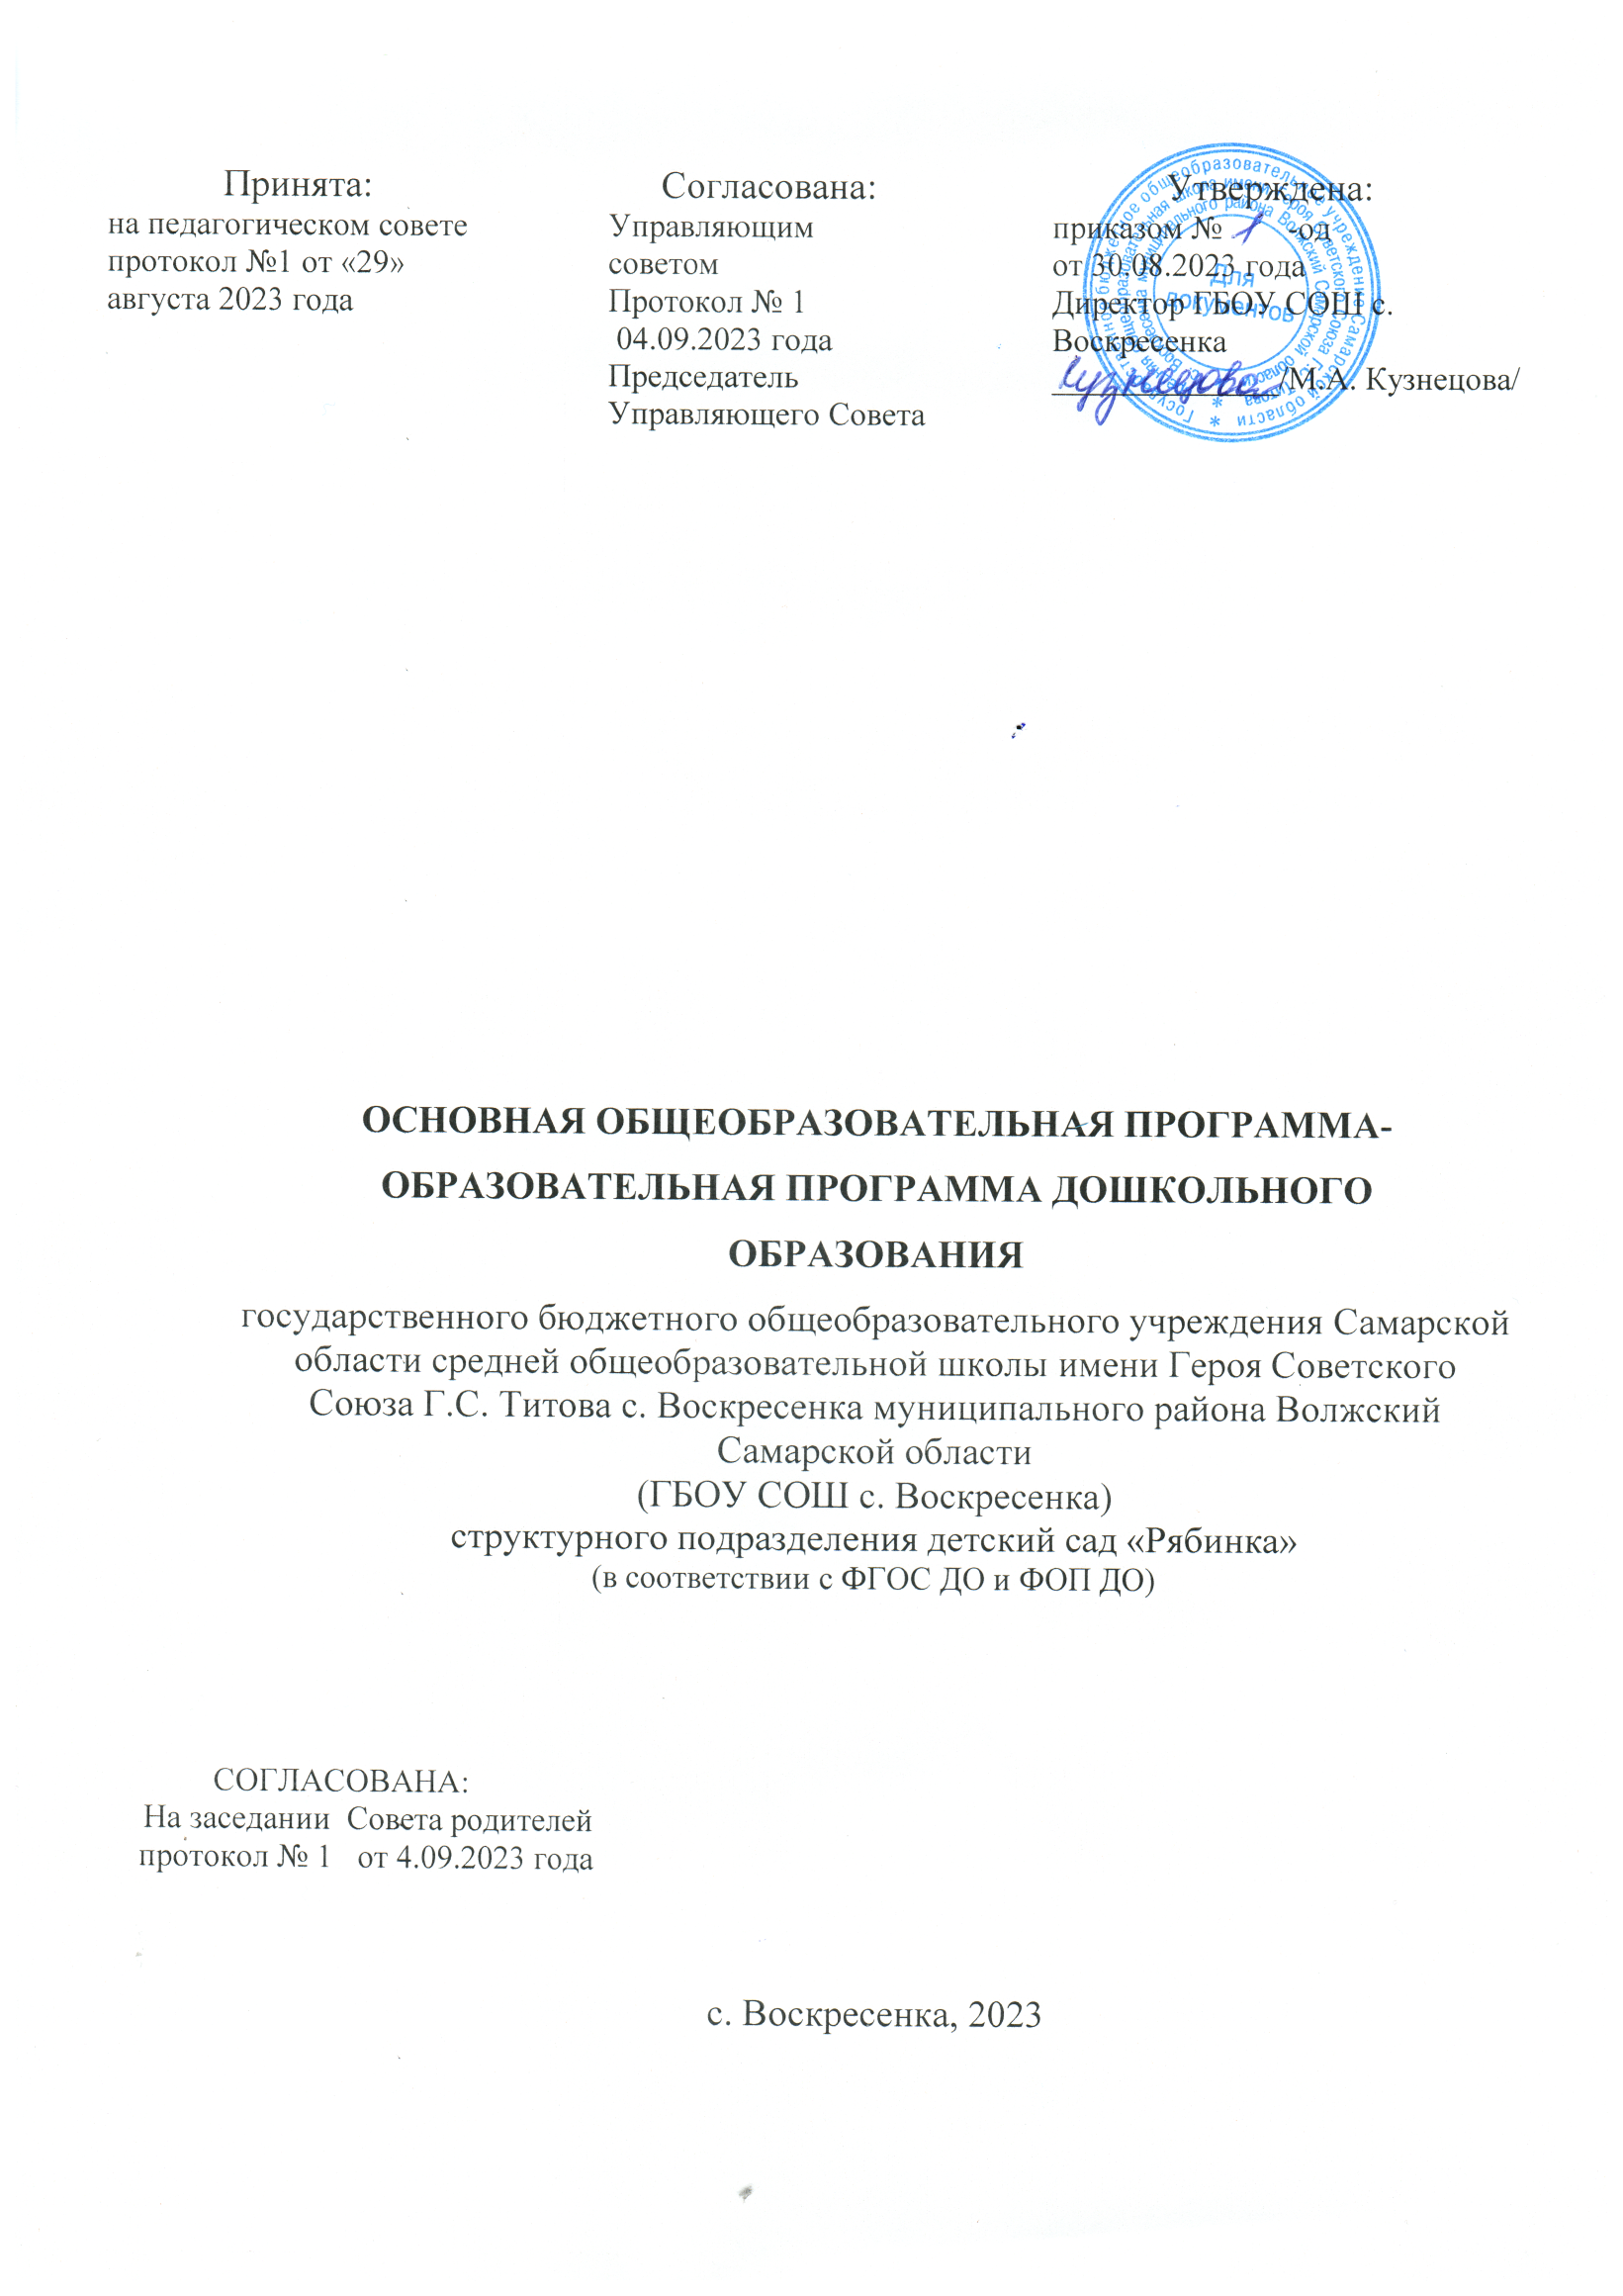 Принята:
на педагогическом совете
протокол №1 от «29»
августа 2023 года
Согласована:
Управляющим
советом
Протокол № 1
04.09.2023 года
Председатель
Управляющего Совета
Утверждена:
приказом № 1 -од
от 30.08.2023 года
Директор ГБОУ СОШ с.
Воскресенка
Кузнецова /М.А. Кузнецова/
Для
документов
ОСНОВНАЯ ОБЩЕОБРАЗОВАТЕЛЬНАЯ ПРОГРАММА-
ОБРАЗОВАТЕЛЬНАЯ ПРОГРАММА ДОШКОЛЬНОГО
ОБРАЗОВАНИЯ
государственного бюджетного общеобразовательного учреждения Самарской
области средней общеобразовательной школы имени Героя Советского
Союза Г.С. Титова с. Воскресенка муниципального района Волжский
Самарской области
(ГБОУ СОШ с. Воскресенка)
структурного подразделения детский сад «Рябинка»
(в соответствии с ФГОС ДО и ФОП ДО)
СОГЛАСОВАНА:
На заседании Совета родителей
протокол № 1 от 4.09.2023 года
с. Воскресенка, 2023